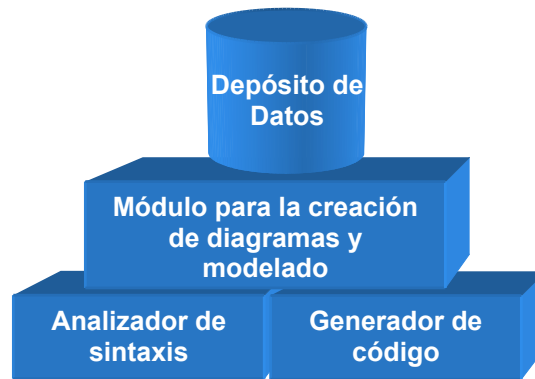 Depósito de
Datos
Módulo para la creación
de diagramas y
modelado
Analizador de
sintaxis
Generador de
código